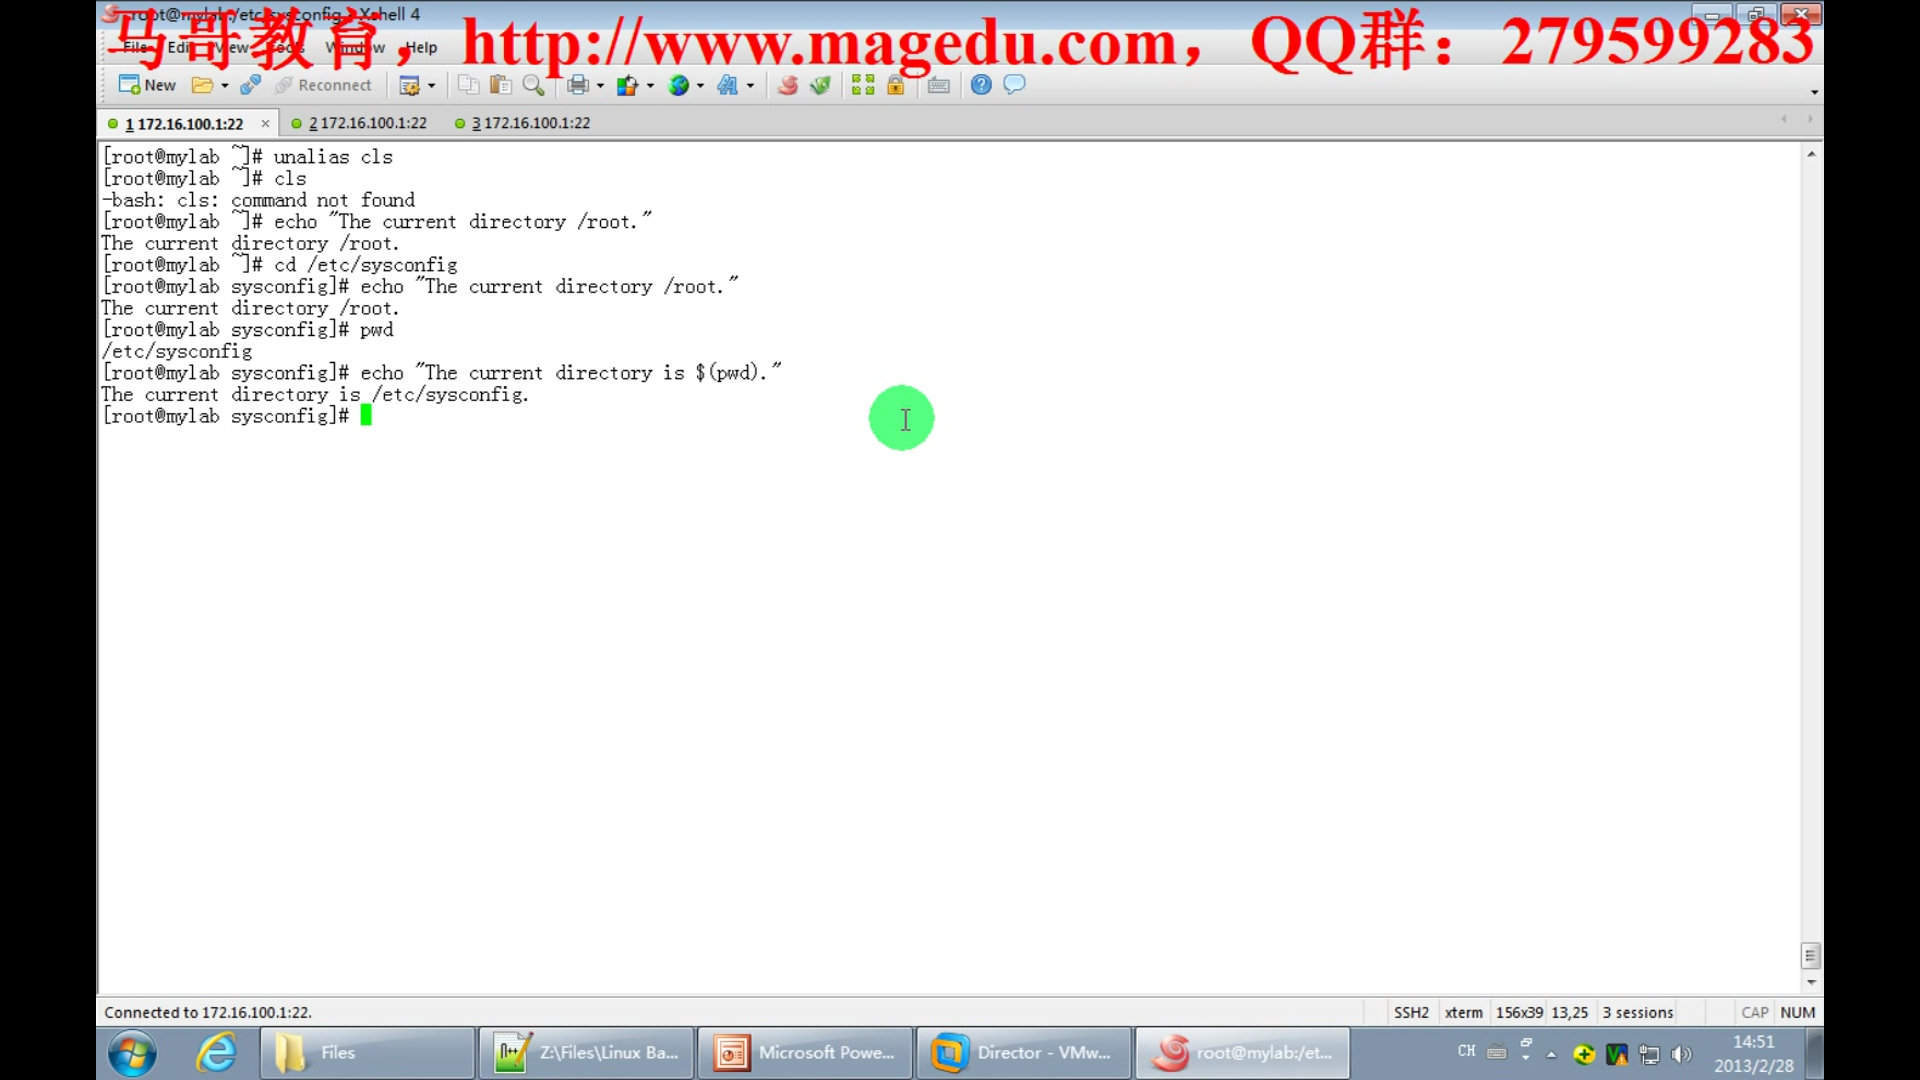 root@mylab:/etc/sysconfig - Xshell 4
马哥教育，http://www.magedu.com，QQ群：279599283
File Edit View Tools Window Help
New Reconnect
1 172.16.100.1:22 2 172.16.100.1:22 3 172.16.100.1:22
[root@mylab ~]# unalias cls
[root@mylab ~]# cls
-bash: cls: command not found
[root@mylab ~]# echo "The current directory /root."
The current directory /root.
[root@mylab ~]# cd /etc/sysconfig
[root@mylab sysconfig]# echo "The current directory /root."
The current directory /root.
[root@mylab sysconfig]# pwd
/etc/sysconfig
[root@mylab sysconfig]# echo "The current directory is $(pwd)."
The current directory is /etc/sysconfig.
[root@mylab sysconfig]#
Connected to 172.16.100.1:22. SSH2 xterm 156x39 13,25 3 sessions CAP NUM
Files Z:\Files\Linux Ba... Microsoft Powe... Director - VMw... root@mylab:/et... CH 14:51
2013/2/28